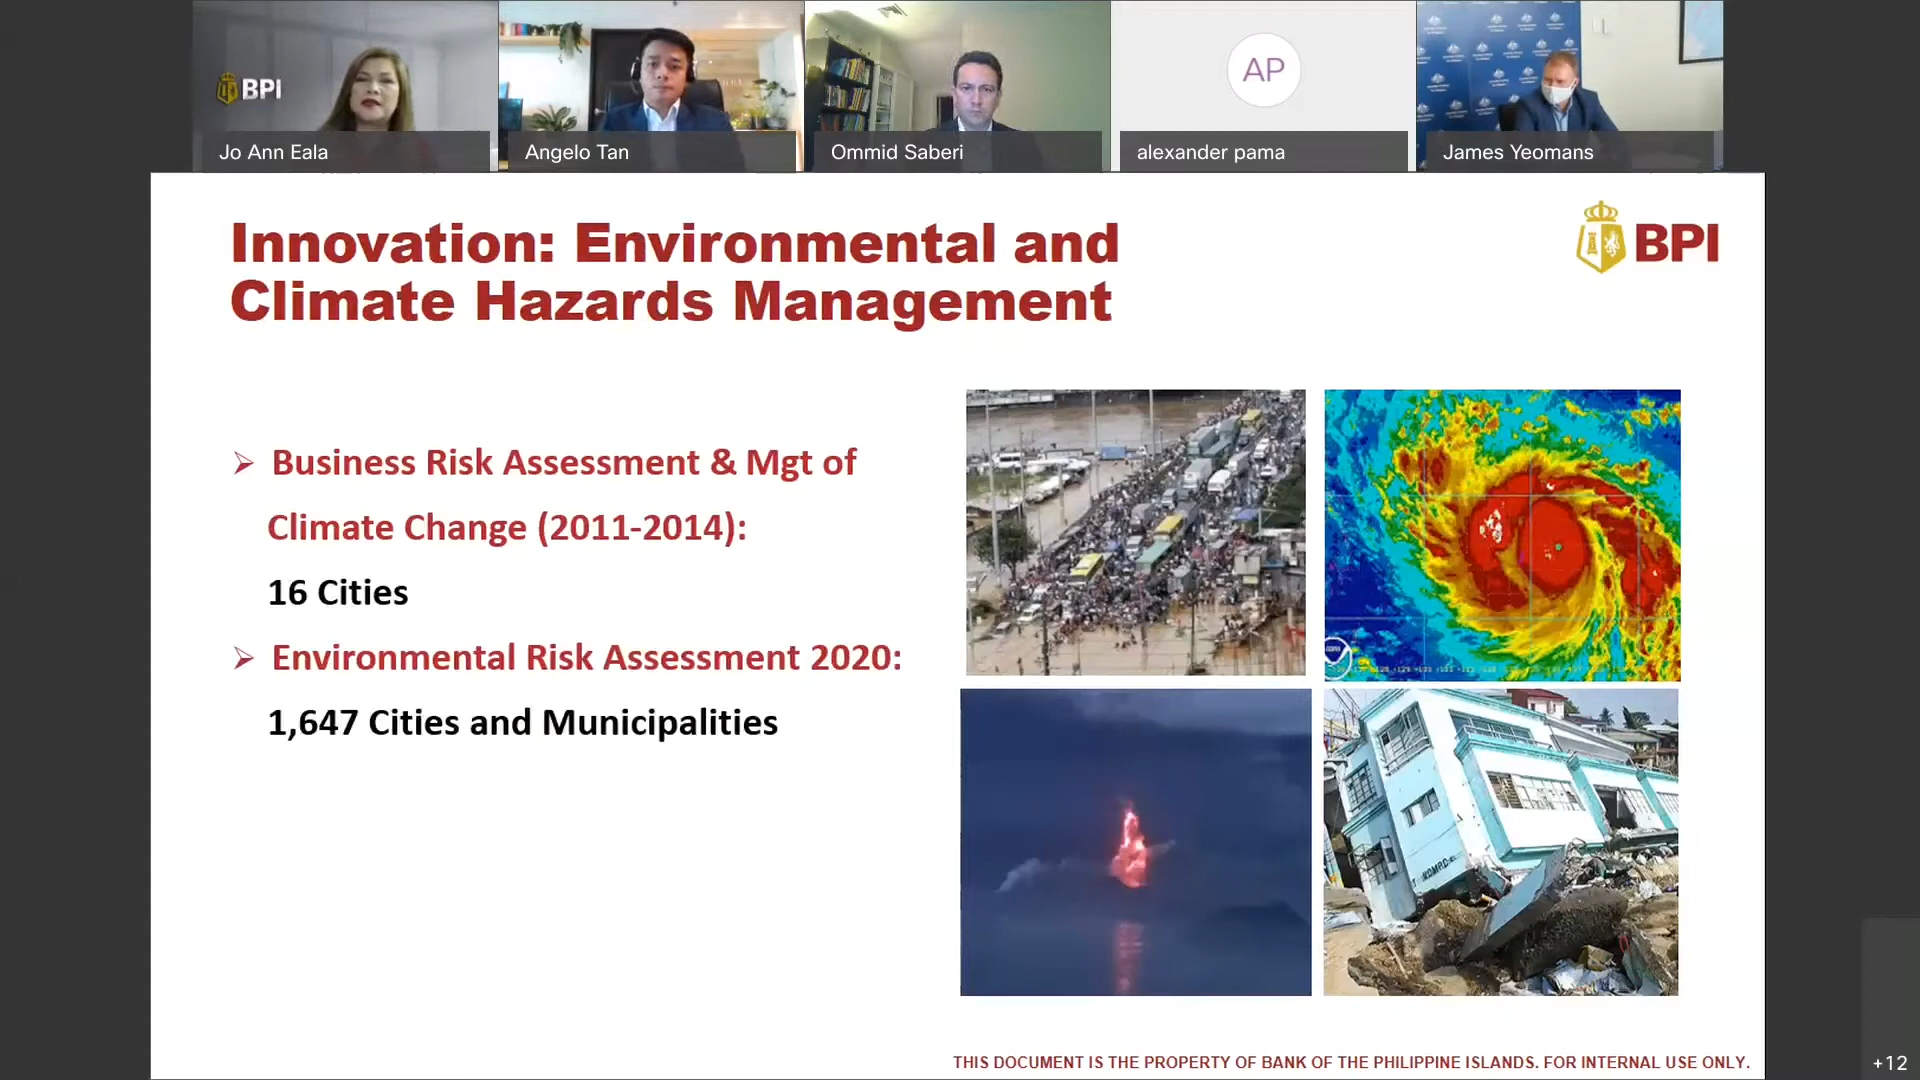 BPI
Jo Ann Eala
Angelo Tan
Ommid Saberi
AP
alexander pama
James Yeomans
Innovation: Environmental and
Climate Hazards Management
BPI
➢ Business Risk Assessment & Mgt of
Climate Change (2011-2014):
16 Cities
➢ Environmental Risk Assessment 2020:
1,647 Cities and Municipalities
THIS DOCUMENT IS THE PROPERTY OF BANK OF THE PHILIPPINE ISLANDS. FOR INTERNAL USE ONLY.
+12